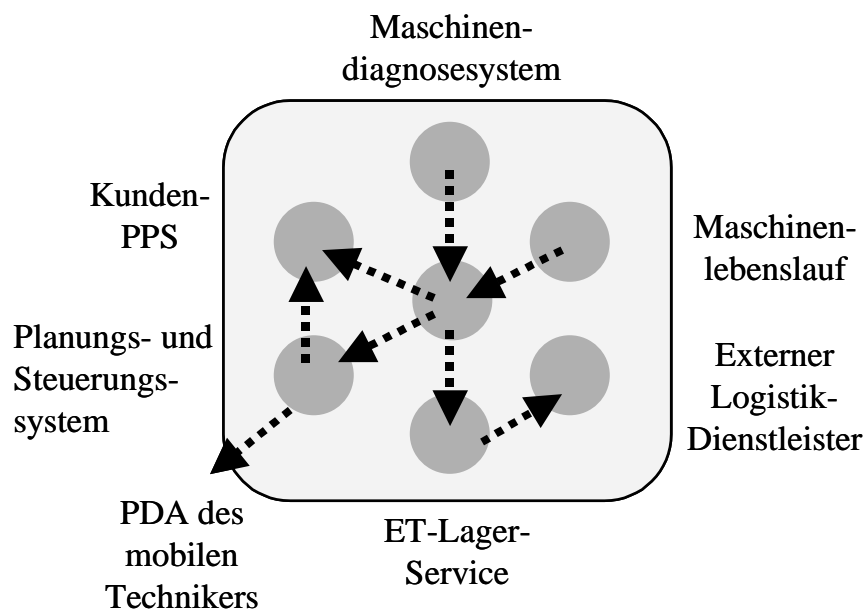 Maschinen-
diagnosesystem
Kunden-
PPS
Maschinen-
lebenslauf
Planungs- und
Steuerungs-
system
Externer
Logistik-
Dienstleister
PDA des
mobilen
Technikers
ET-Lager-
Service